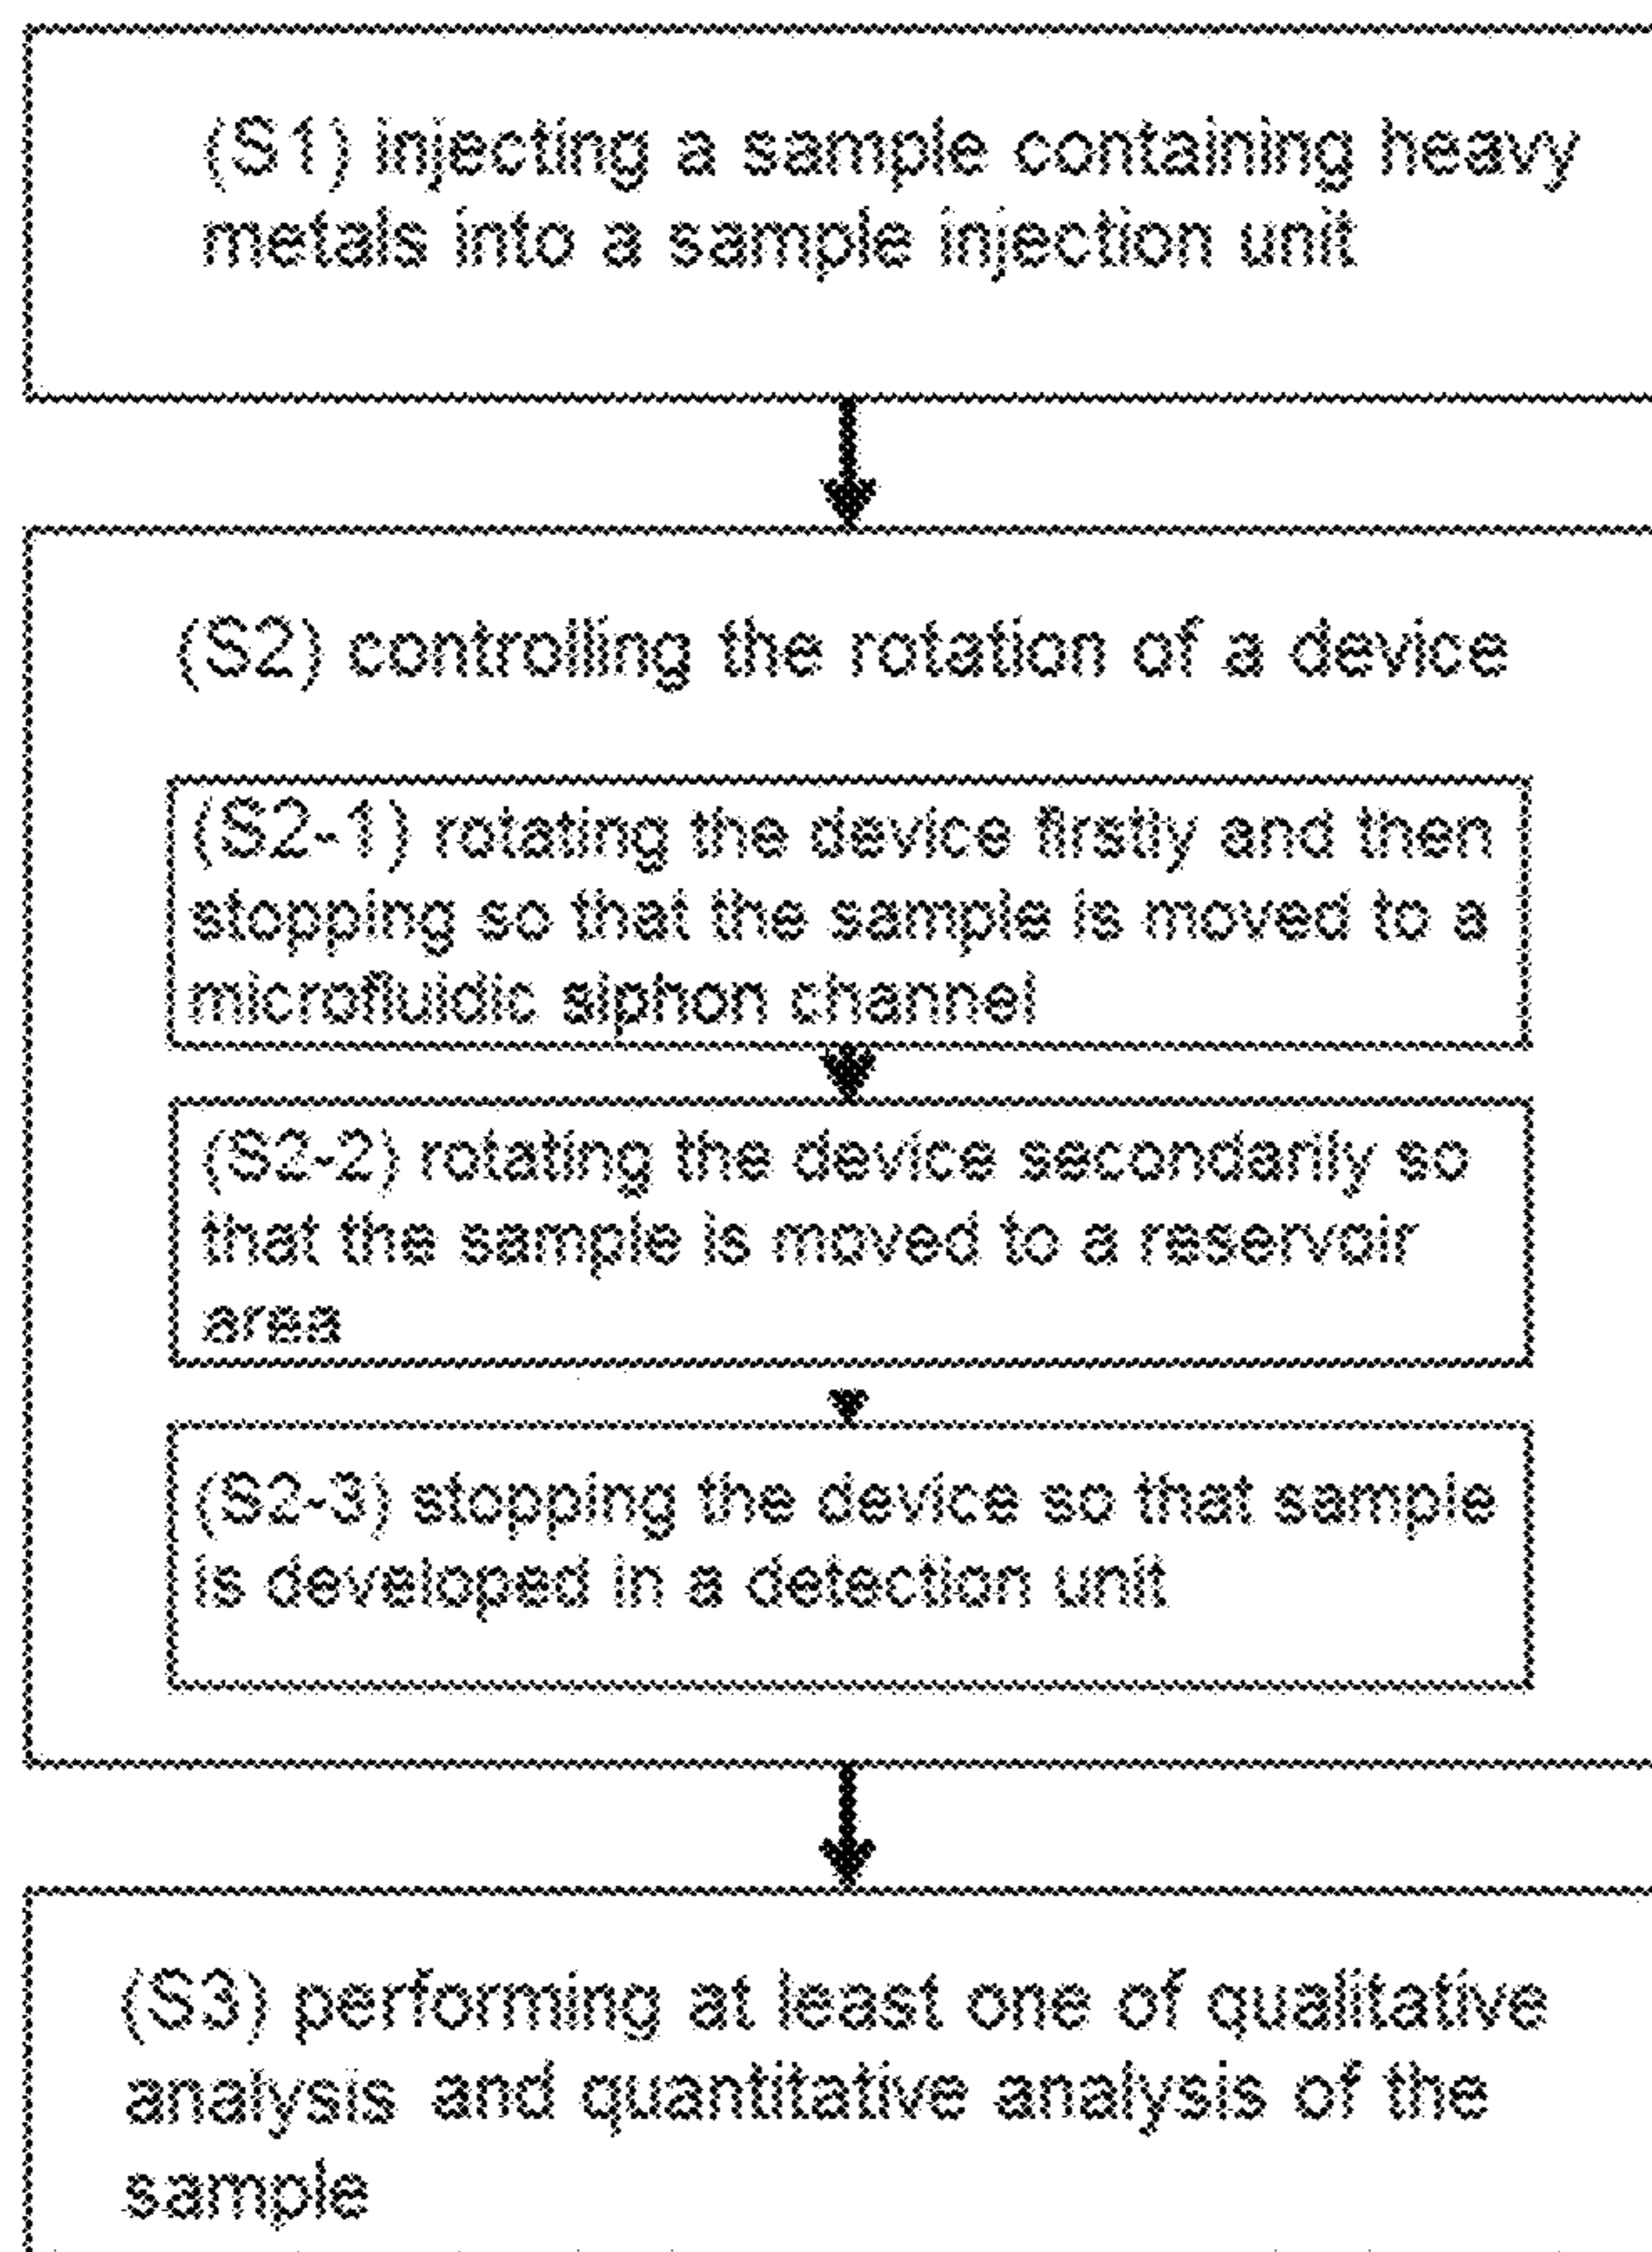 (S1) injecting a sample containing heavy
metals into a sample injection unit
(S2) controlling the rotation of a device
(S2-1) rotating the device firstly and then
stopping so that the sample is moved to a
microfluidic siphon channel
(S2-2) rotating the device secondarily so
that the sample is moved to a reservoir
area
(S2-3) stopping the device so that sample
is developed in a detection unit
(S3) performing at least one of qualitative
analysis and quantitative analysis of the
sample